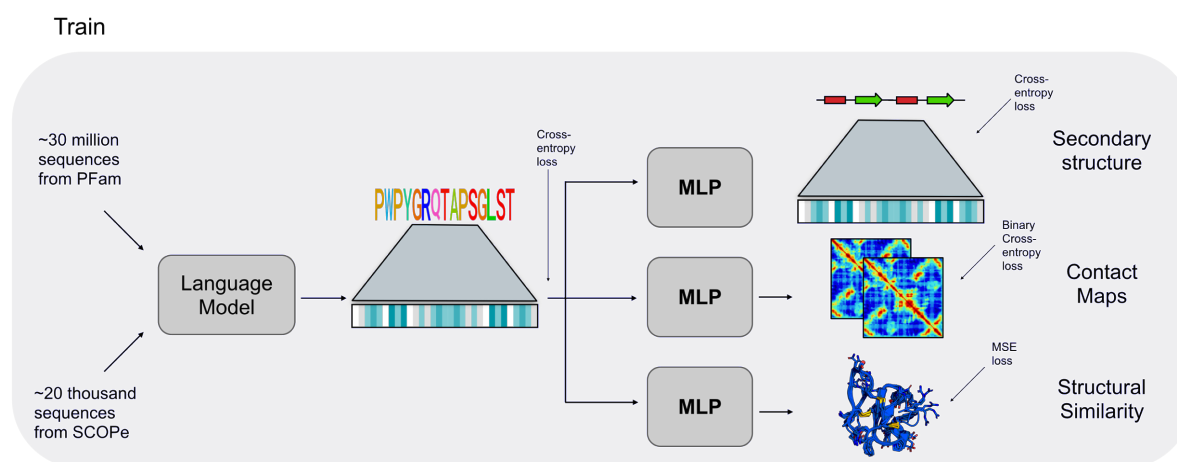 Train
~30 million
sequences
from PFam
~20 thousand
sequences
from SCOPe
Language
Model
PWPYGRQTAPSGLST
Cross-
entropy
loss
MLP
MLP
MLP
Cross-
entropy
loss
Secondary
structure
Binary
Cross-
entropy
loss
Contact
Maps
MSE
loss
Structural
Similarity